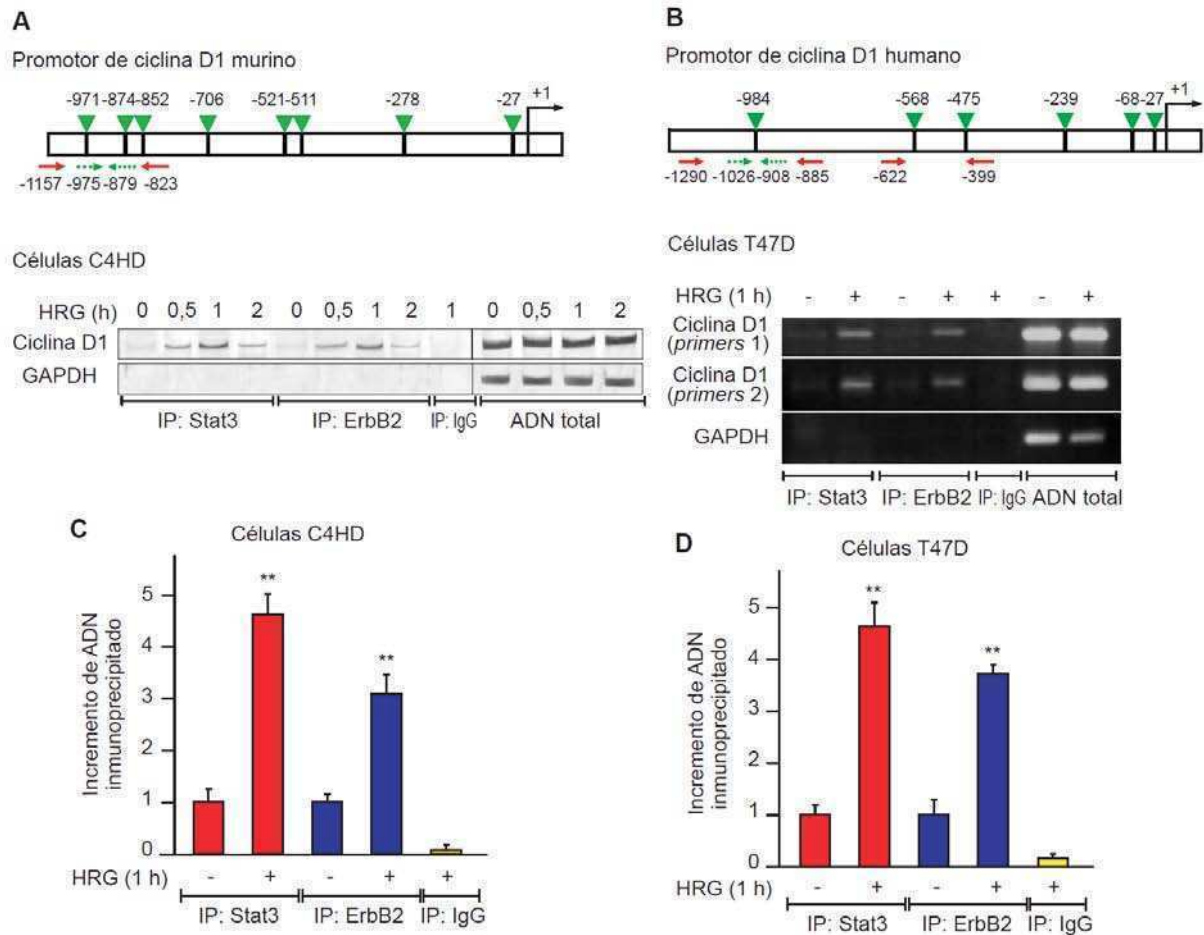 A
Promotor de ciclina D1 murino
-971 -874 -852 -706 -521 -511 -278 -27 +1
-1157 -975 -879 -823
Células C4HD
HRG (h) 0 0,5 1 2 0 0,5 1 2 1 0 0,5 1 2
Ciclina D1
GAPDH
IP: Stat3 IP: ErbB2 IP: IgG ADN total
B
Promotor de ciclina D1 humano
-984 -568 -475 -239 -68 -27 +1
-1290 -1026 -908 -885 -622 -399
Células T47D
HRG (1 h) - + - + + - +
Ciclina D1
(primers 1)
Ciclina D1
(primers 2)
GAPDH
IP: Stat3 IP: ErbB2 IP: IgG ADN total
C
Células C4HD
Incremento de ADN
inmunoprecipitado
5
4
3
2
1
0
** **
HRG (1 h) - + - + +
IP: Stat3 IP: ErbB2 IP: IgG
D
Células T47D
Incremento de ADN
inmunoprecipitado
5
4
3
2
1
0
** **
HRG (1 h) - + - + +
IP: Stat3 IP: ErbB2 IP: IgG